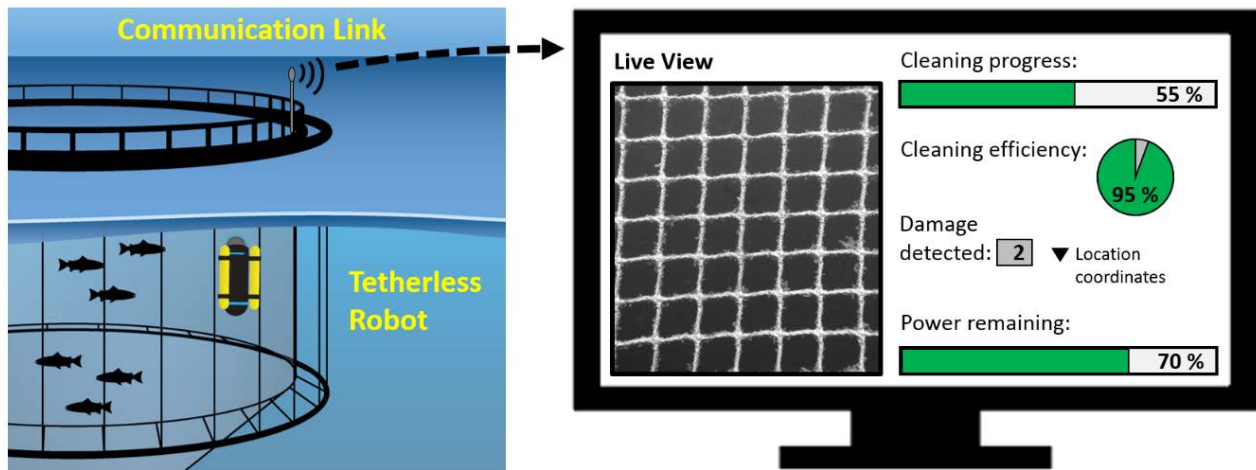 Communication Link
Tetherless
Robot
Live View
Cleaning progress:
55 %
Cleaning efficiency:
95 %
Damage
detected: 2
▼ Location
coordinates
Power remaining:
70 %